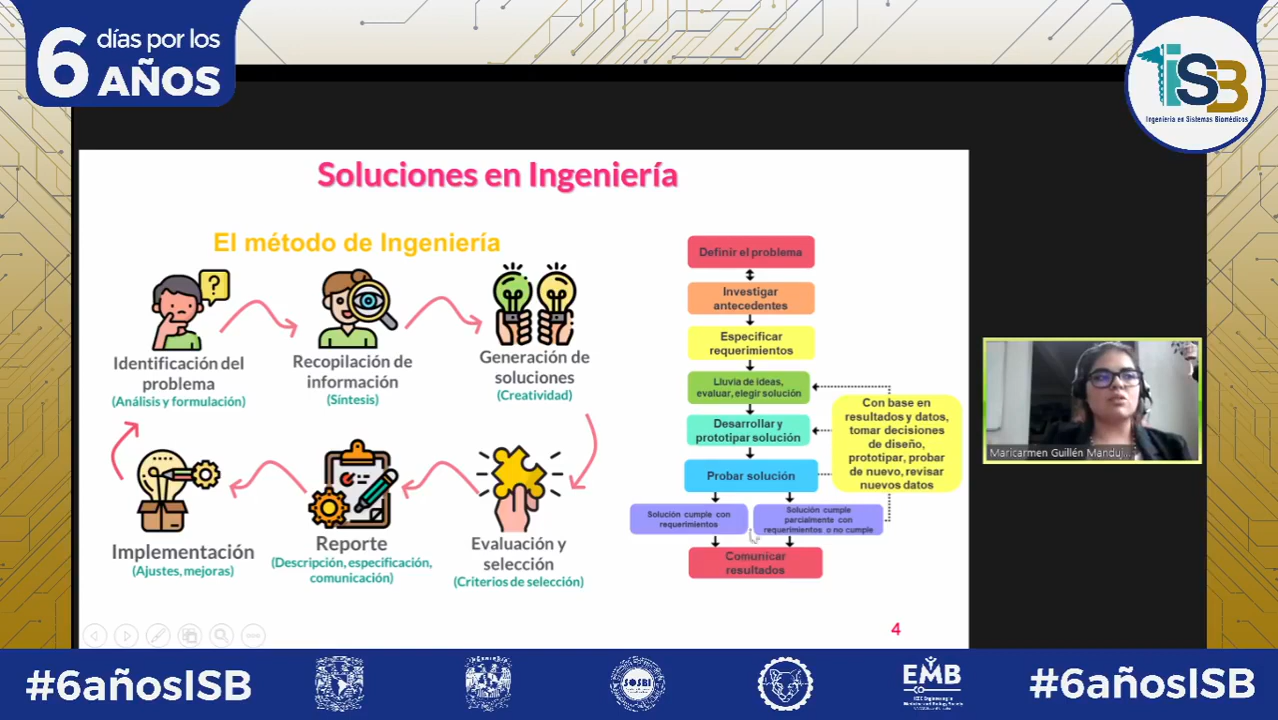 6 días por los
AÑOS
iSB
Ingeniería en Sistemas Biomédicos
Soluciones en Ingeniería
El método de Ingeniería
?
Identificación del
problema
(Análisis y formulación)
Recopilación de
información
(Síntesis)
Generación de
soluciones
(Creatividad)
Implementación
(Ajustes, mejoras)
Reporte
(Descripción, especificación,
comunicación)
Evaluación y
selección
(Criterios de selección)
Definir el problema
Investigar
antecedentes
Especificar
requerimientos
Lluvia de ideas,
evaluar, elegir solución
Desarrollar y
prototipar solución
Probar solución
Con base en
resultados y datos,
tomar decisiones
de diseño,
prototipar, probar
de nuevo, revisar
nuevos datos
Solución cumple con
requerimientos
Solución cumple
parcialmente con
requerimientos o no cumple
Comunicar
resultados
4
Maricarmen Guillén Manduj...
#6añosISB
SOSBI
EMB
#6añosISB